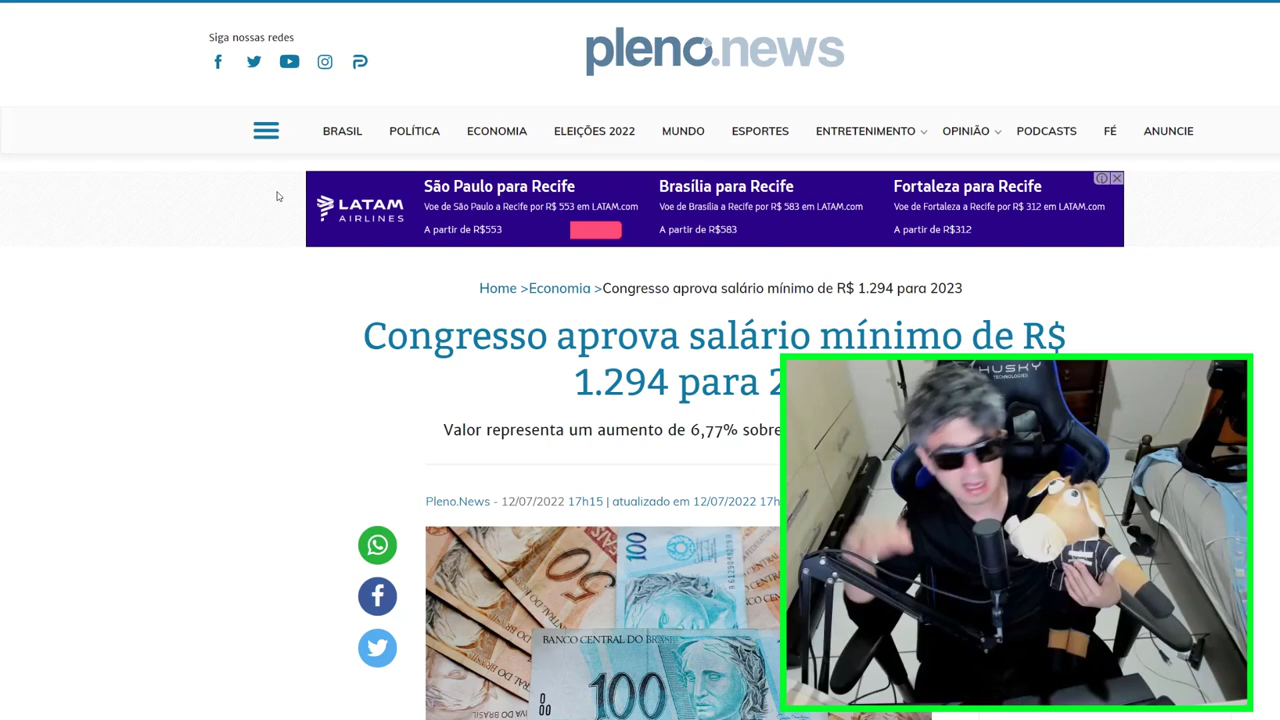 Siga nossas redes
pleno.news
BRASIL POLÍTICA ECONOMIA ELEIÇÕES 2022 MUNDO ESPORTES ENTRETENIMENTO OPINIÃO PODCASTS FÉ ANUNCIE
LATAM AIRLINES
São Paulo para Recife
Voe de São Paulo a Recife por R$ 553 em LATAM.com
A partir de R$553
Brasília para Recife
Voe de Brasília a Recife por R$ 583 em LATAM.com
A partir de R$583
Fortaleza para Recife
Voe de Fortaleza a Recife por R$ 312 em LATAM.com
A partir de R$312
Home >Economia >Congresso aprova salário mínimo de R$ 1.294 para 2023
Congresso aprova salário mínimo de R$
1.294 para 2
Valor representa um aumento de 6,77% sobre
Pleno.News - 12/07/2022 17h15 | atualizado em 12/07/2022 17h
HUSKY
TECHNOLOGIES
50
100
BANCO CENTRAL DO BRASIL
100